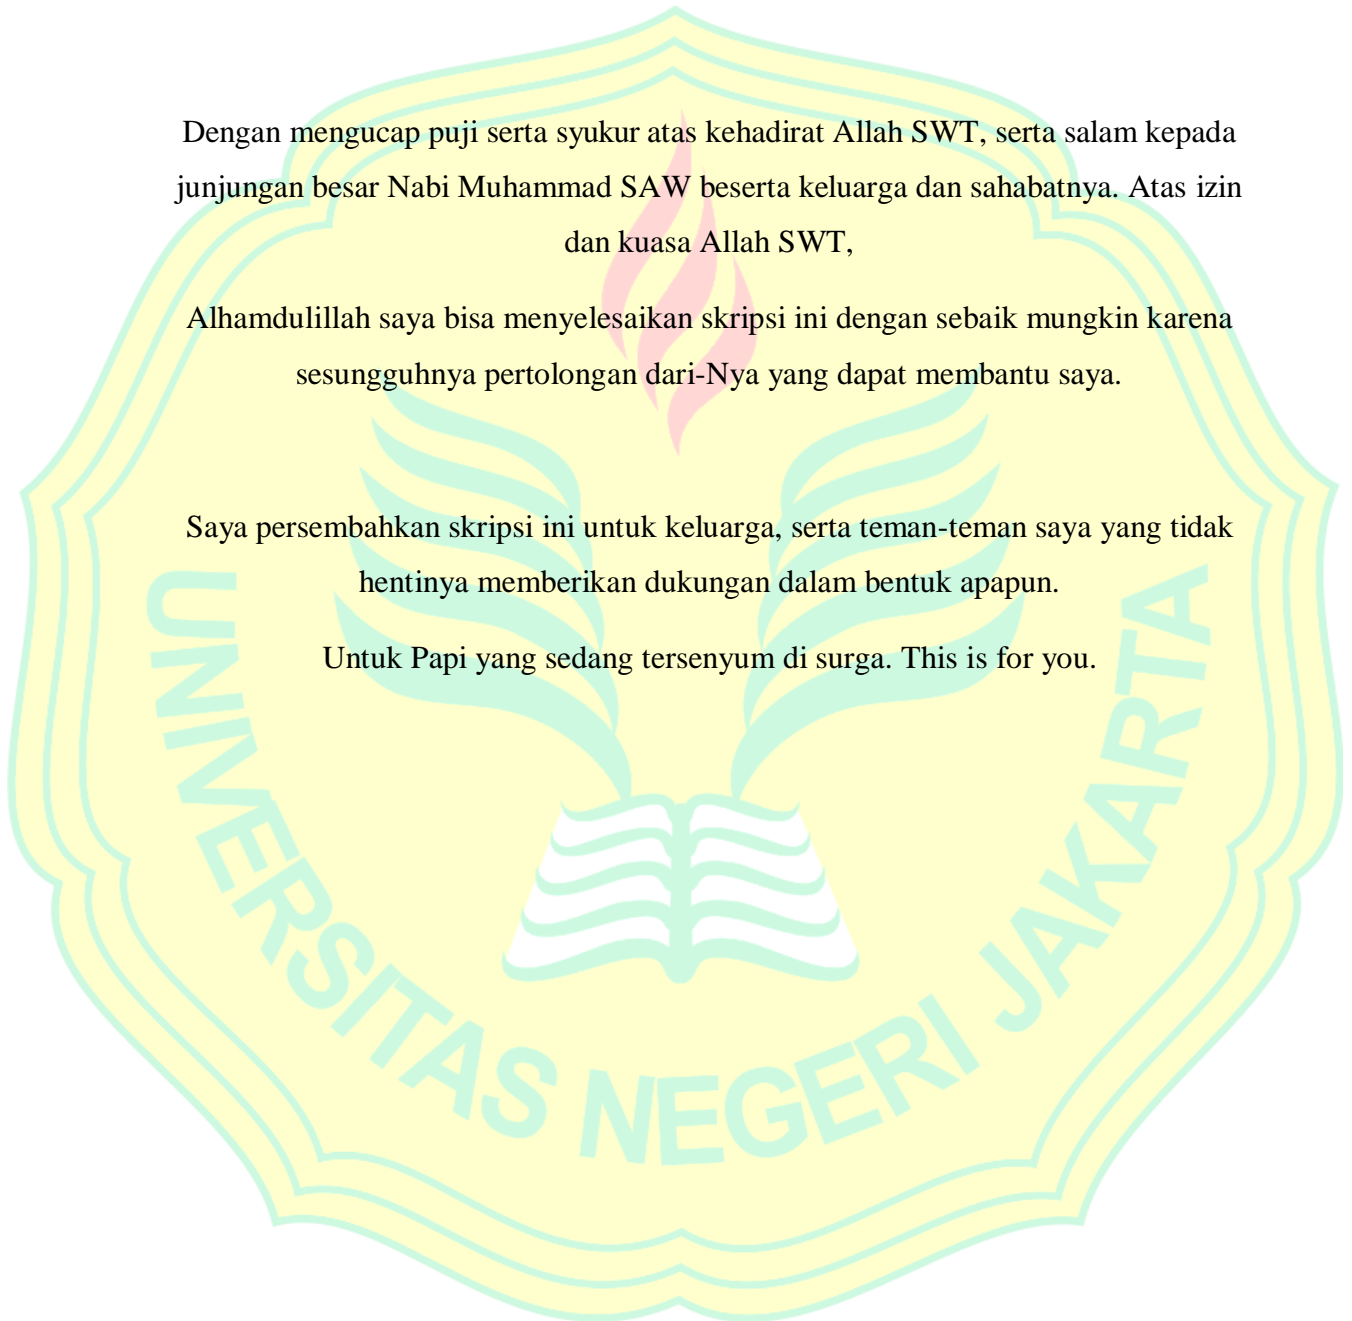 Dengan mengucap puji serta syukur atas kehadirat Allah SWT, serta salam kepada
junjungan besar Nabi Muhammad SAW beserta keluarga dan sahabatnya. Atas izin
dan kuasa Allah SWT,
Alhamdulillah saya bisa menyelesaikan skripsi ini dengan sebaik mungkin karena
sesungguhnya pertolongan dari-Nya yang dapat membantu saya.
Saya persembahkan skripsi ini untuk keluarga, serta teman-teman saya yang tidak
hentinya memberikan dukungan dalam bentuk apapun.
Untuk Papi yang sedang tersenyum di surga. This is for you.
UNIVERSITAS NEGERI JAKARTA